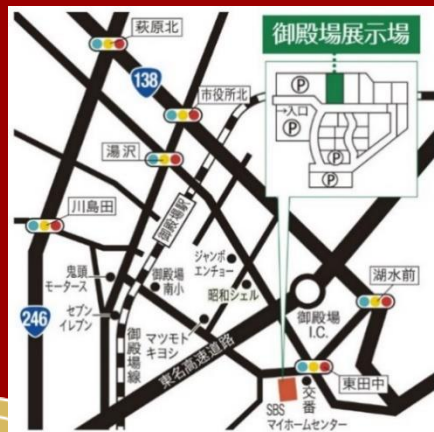 萩原北
138
市役所北
湯沢
川島田
246
御殿場展示場
P
→入口
P
P
P
P
御殿場駅
鬼頭
モータース
御殿場
南小
ジャンボ
エンチョー
昭和シェル
セブン
イレブン
御殿場線
マツモト
キヨシ
東名高速道路
御殿場
I.C.
湖水前
東田中
交番
SBS
マイホームセンター